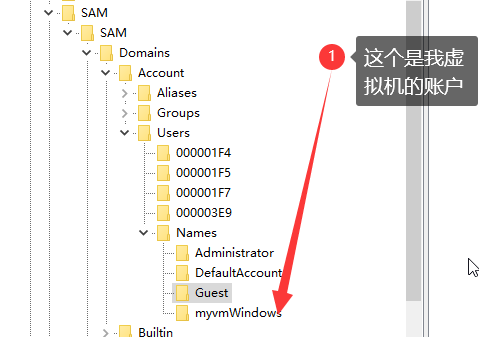 SAM
SAM
Domains
Account
Aliases
Groups
Users
000001F4
000001F5
000001F7
000003E9
Names
Administrator
DefaultAccount
Guest
myvmWindows
Builtin
1
这个是我虚
拟机的账户